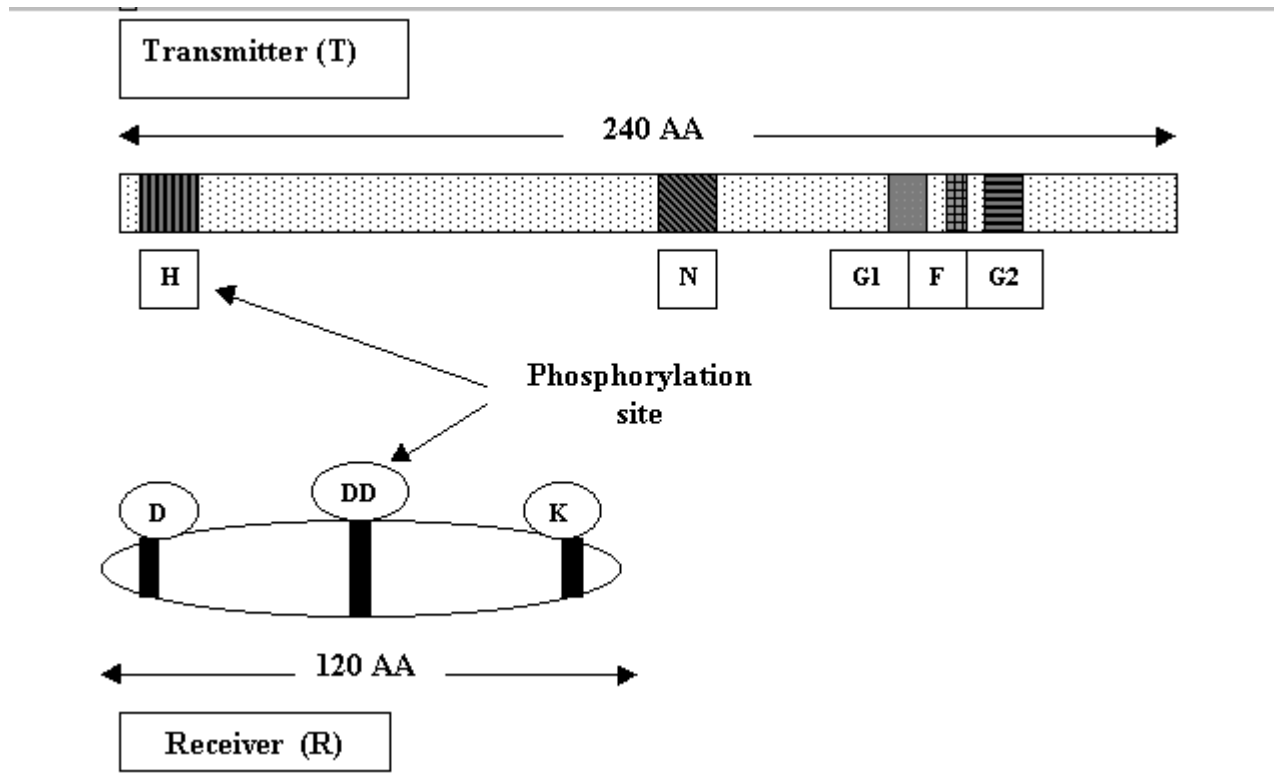 Transmitter (T)
240 AA
H
N
G1
F
G2
Phosphorylation
site
D
DD
K
120 AA
Receiver (R)